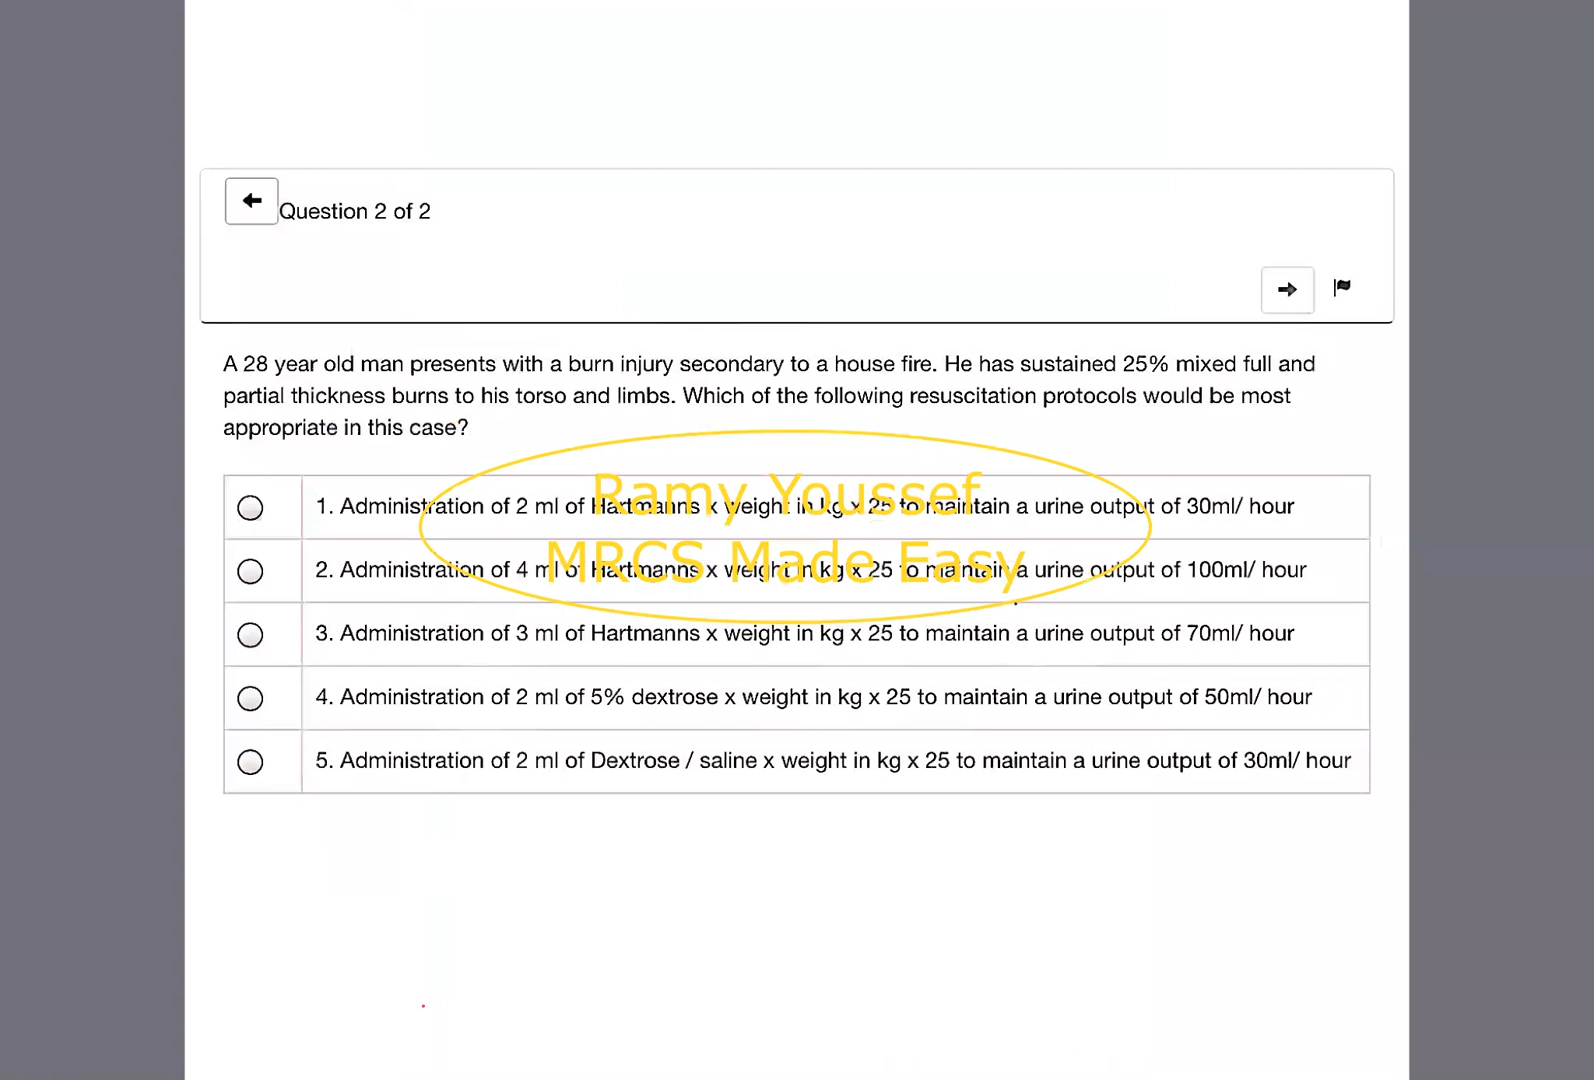 Question 2 of 2
A 28 year old man presents with a burn injury secondary to a house fire. He has sustained 25% mixed full and
partial thickness burns to his torso and limbs. Which of the following resuscitation protocols would be most
appropriate in this case?
1. Administration of 2 ml of Hartmanns x weight in kg x 25 to maintain a urine output of 30ml/ hour
2. Administration of 4 ml of Hartmanns x weight in kg x 25 to maintain a urine output of 100ml/ hour
3. Administration of 3 ml of Hartmanns x weight in kg x 25 to maintain a urine output of 70ml/ hour
4. Administration of 2 ml of 5% dextrose x weight in kg x 25 to maintain a urine output of 50ml/ hour
5. Administration of 2 ml of Dextrose / saline x weight in kg x 25 to maintain a urine output of 30ml/ hour
Ramy Youssef
MRCS Made Easy